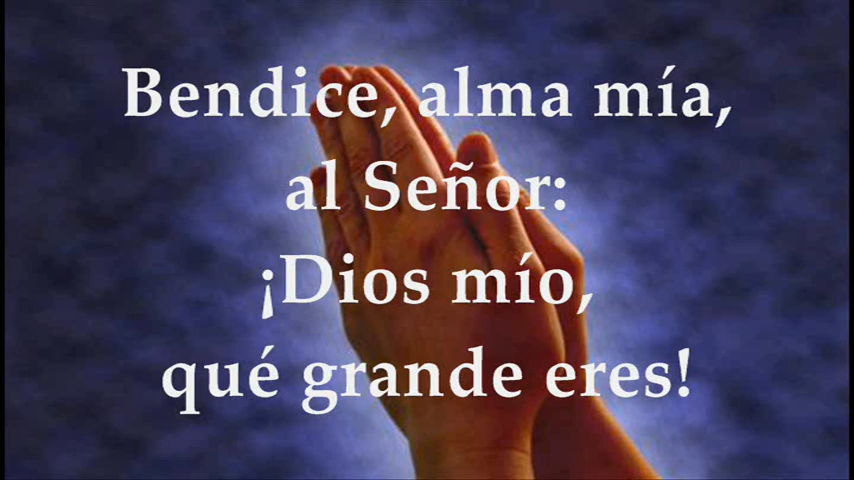 Bendice, alma mía,
al Señor:
¡Dios mío,
qué grande eres!